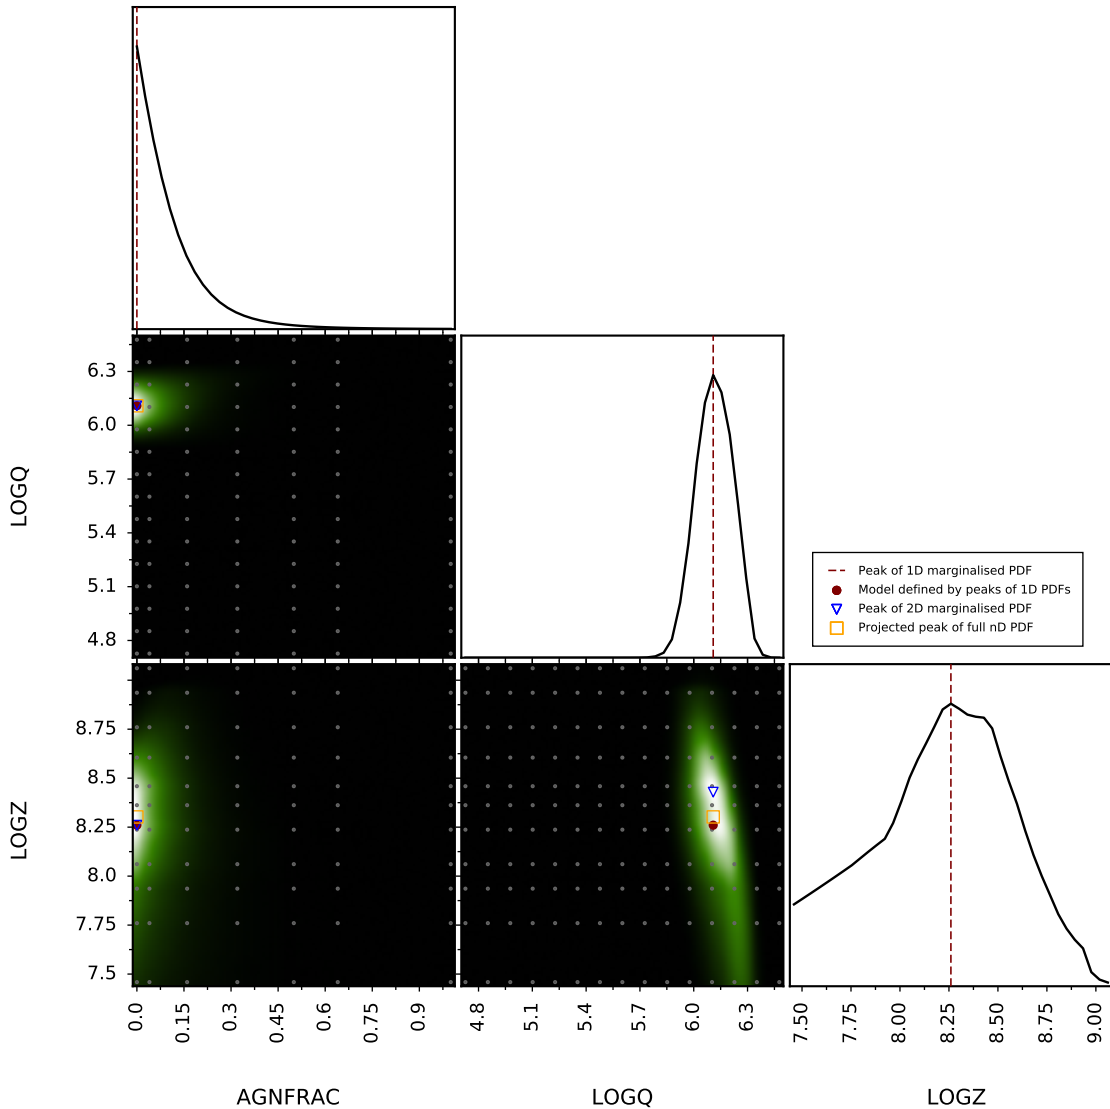 6.3
6.0
5.7
5.4
5.1
4.8
LOGQ
Peak of 1D marginalised PDF
Model defined by peaks of 1D PDFs
Peak of 2D marginalised PDF
Projected peak of full nD PDF
8.75
8.5
8.25
8.0
7.75
7.5
LOGZ
0.0 0.15 0.3 0.45 0.6 0.75 0.9
4.8 5.1 5.4 5.7 6.0 6.3
7.50 7.75 8.00 8.25 8.50 8.75 9.00
AGNFRAC
LOGQ
LOGZ